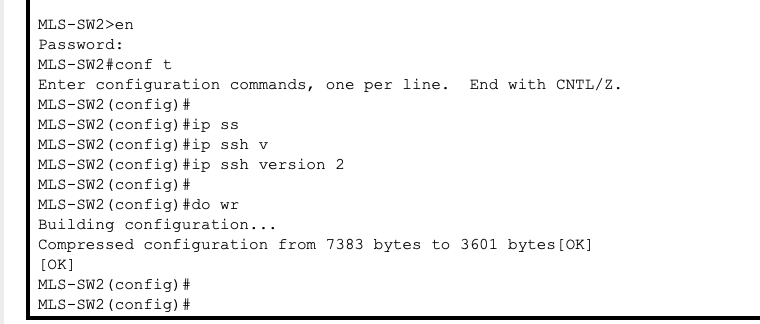 MLS-SW2>en
Password:
MLS-SW2#conf t
Enter configuration commands, one per line.  End with CNTL/Z.
MLS-SW2(config)#
MLS-SW2(config)#ip ss
MLS-SW2(config)#ip ssh v
MLS-SW2(config)#ip ssh version 2
MLS-SW2(config)#
MLS-SW2(config)#do wr
Building configuration...
Compressed configuration from 7383 bytes to 3601 bytes[OK]
[OK]
MLS-SW2(config)#
MLS-SW2(config)#